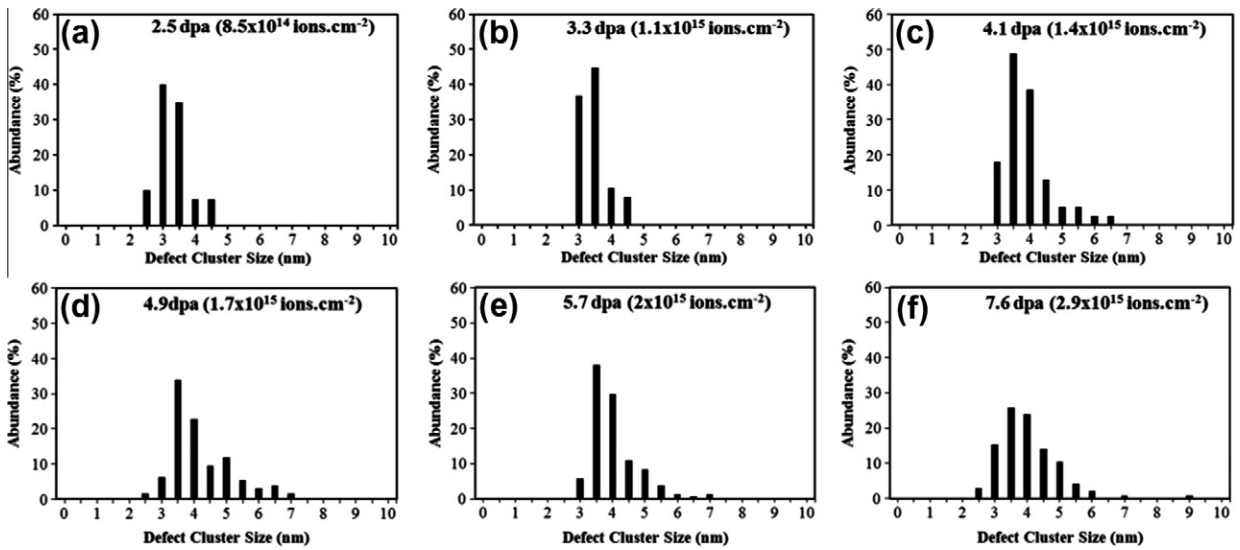 (a) 2.5 dpa (8.5x10¹⁴ ions.cm⁻²)
Abundance (%)
60
50
40
30
20
10
0
0 1 2 3 4 5 6 7 8 9 10
Defect Cluster Size (nm)
(b) 3.3 dpa (1.1x10¹⁵ ions.cm⁻²)
Abundance (%)
60
50
40
30
20
10
0
0 1 2 3 4 5 6 7 8 9 10
Defect Cluster Size (nm)
(c) 4.1 dpa (1.4x10¹⁵ ions.cm⁻²)
Abundance (%)
60
50
40
30
20
10
0
0 1 2 3 4 5 6 7 8 9 10
Defect Cluster Size (nm)
(d) 4.9dpa (1.7x10¹⁵ ions.cm⁻²)
Abundance (%)
60
50
40
30
20
10
0
0 1 2 3 4 5 6 7 8 9 10
Defect Cluster Size (nm)
(e) 5.7 dpa (2x10¹⁵ ions.cm⁻²)
Abundance (%)
60
50
40
30
20
10
0
0 1 2 3 4 5 6 7 8 9 10
Defect Cluster Size (nm)
(f) 7.6 dpa (2.9x10¹⁵ ions.cm⁻²)
Abundance (%)
60
50
40
30
20
10
0
0 1 2 3 4 5 6 7 8 9 10
Defect Cluster Size (nm)